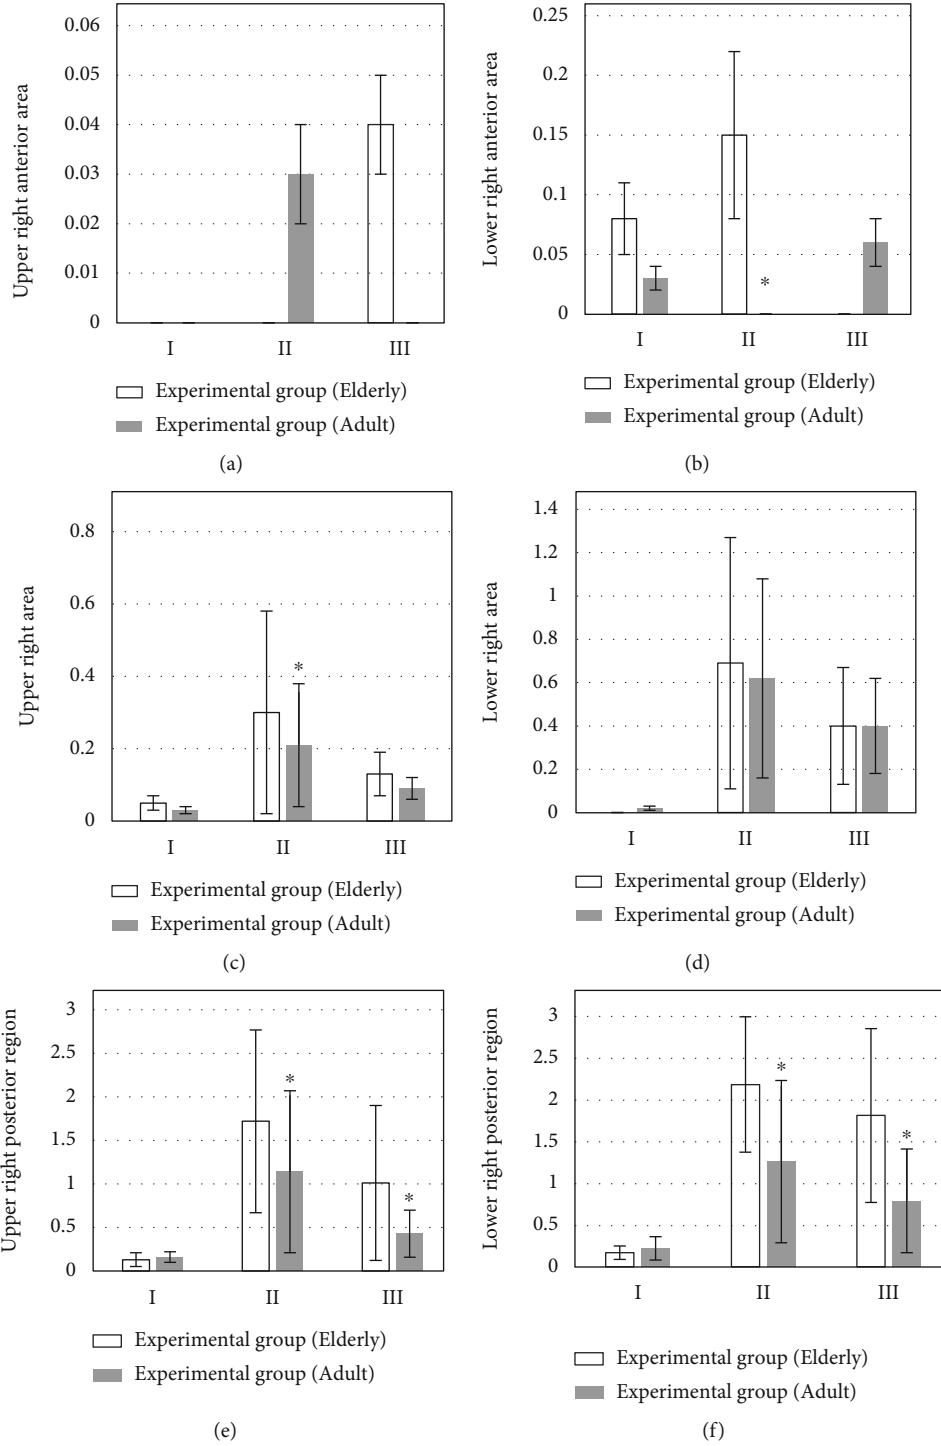 Upper right anterior area
0.06
0.05
0.04
0.03
0.02
0.01
0
I II III
Experimental group (Elderly)
Experimental group (Adult)
(a)
Lower right anterior area
0.25
0.2
0.15
0.1
0.05
0
*
I II III
Experimental group (Elderly)
Experimental group (Adult)
(b)
Upper right area
0.8
0.6
0.4
0.2
0
*
I II III
Experimental group (Elderly)
Experimental group (Adult)
(c)
Lower right area
1.4
1.2
1
0.8
0.6
0.4
0.2
0
I II III
Experimental group (Elderly)
Experimental group (Adult)
(d)
Upper right posterior region
3
2.5
2
1.5
1
0.5
0
*
*
I II III
Experimental group (Elderly)
Experimental group (Adult)
(e)
Lower right posterior region
3
2.5
2
1.5
1
0.5
0
*
*
I II III
Experimental group (Elderly)
Experimental group (Adult)
(f)